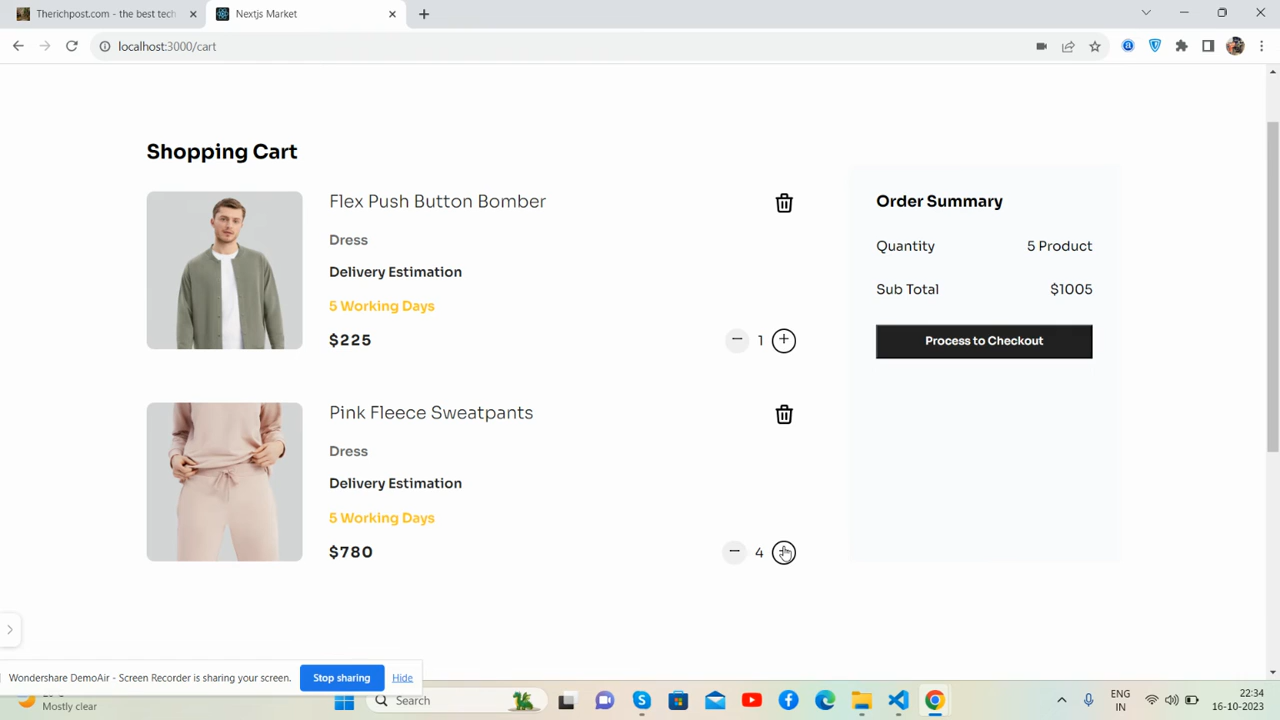 Therichpost.com - the best tech
Nextjs Market
localhost:3000/cart
Shopping Cart
Flex Push Button Bomber
Dress
Delivery Estimation
5 Working Days
$225
1
Pink Fleece Sweatpants
Dress
Delivery Estimation
5 Working Days
$780
4
Order Summary
Quantity 5 Product
Sub Total $1005
Process to Checkout
Wondershare DemoAir - Screen Recorder is sharing your screen. Stop sharing Hide
Mostly clear
Search
ENG
IN
22:34
16-10-2023